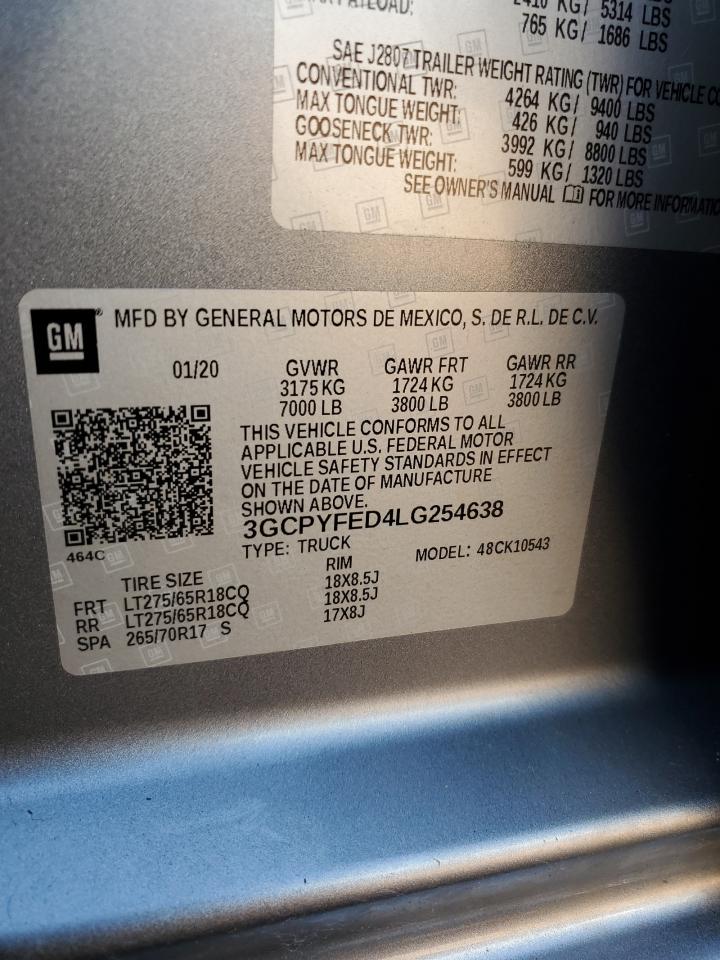 PAYLOAD:
2410 KG/ 5314 LBS
765 KG/ 1686 LBS
SAE J2807 TRAILER WEIGHT RATING (TWR) FOR VEHICLE
CONVENTIONAL TWR: 4264 KG/ 9400 LBS
MAX TONGUE WEIGHT: 426 KG/ 940 LBS
GOOSENECK TWR: 3992 KG/ 8800 LBS
MAX TONGUE WEIGHT: 599 KG/ 1320 LBS
SEE OWNER'S MANUAL FOR MORE INFORMATIO
GM MFD BY GENERAL MOTORS DE MEXICO, S. DE R.L. DE C.V.
01/20 GVWR GAWR FRT GAWR RR
3175 KG 1724 KG 1724 KG
7000 LB 3800 LB 3800 LB
THIS VEHICLE CONFORMS TO ALL
APPLICABLE U.S. FEDERAL MOTOR
VEHICLE SAFETY STANDARDS IN EFFECT
ON THE DATE OF MANUFACTURE
SHOWN ABOVE.
3GCPYFED4LG254638
464C
TYPE: TRUCK MODEL: 48CK10543
TIRE SIZE RIM
FRT LT275/65R18CQ 18X8.5J
RR LT275/65R18CQ 18X8.5J
SPA 265/70R17 S 17X8J